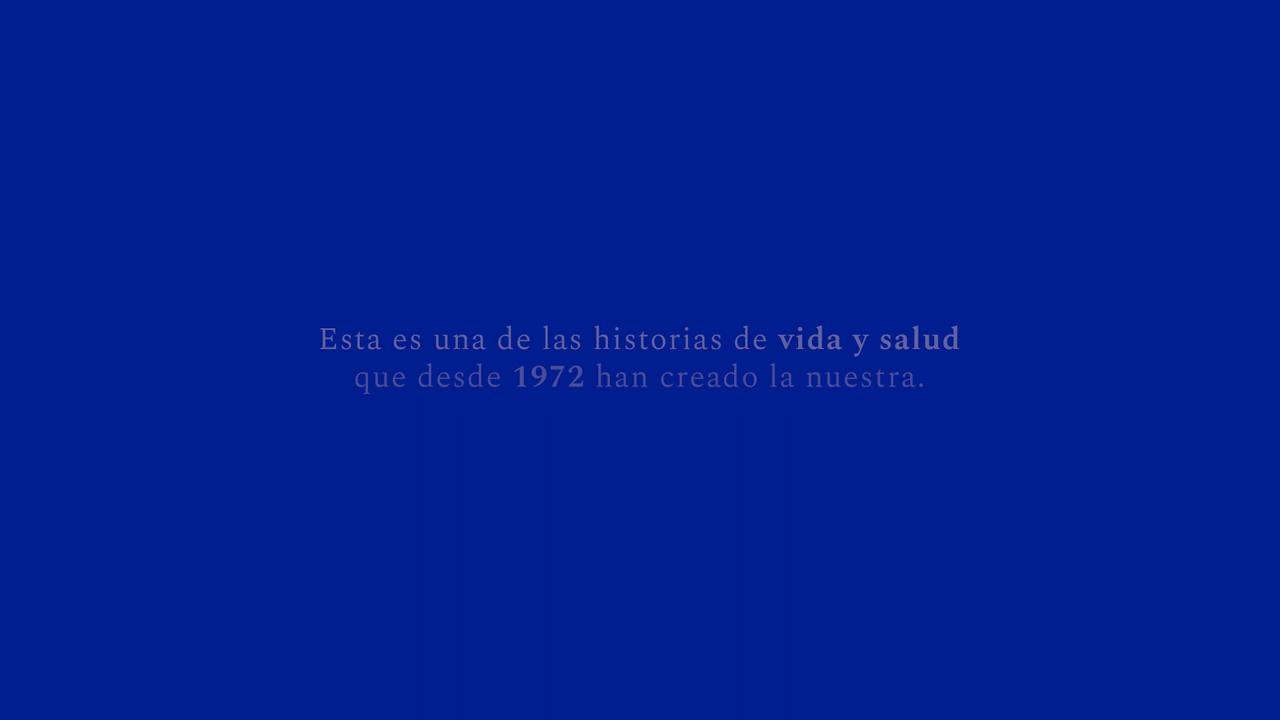 Esta es una de las historias de vida y salud
que desde 1972 han creado la nuestra.